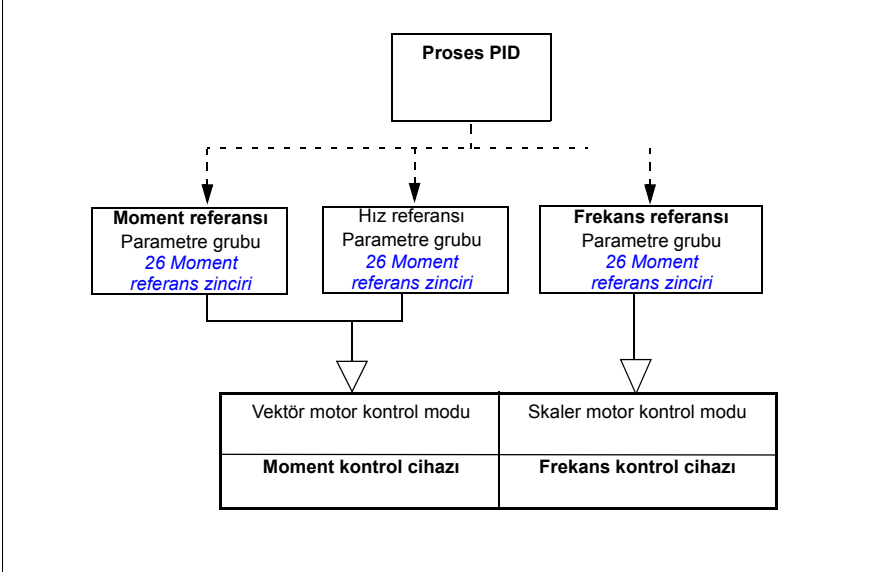 Proses PID
Moment referansı
Parametre grubu
26 Moment
referans zinciri
Hız referansı
Parametre grubu
26 Moment
referans zinciri
Frekans referansı
Parametre grubu
26 Moment
referans zinciri
Vektör motor kontrol modu
Skaler motor kontrol modu
Moment kontrol cihazı
Frekans kontrol cihazı